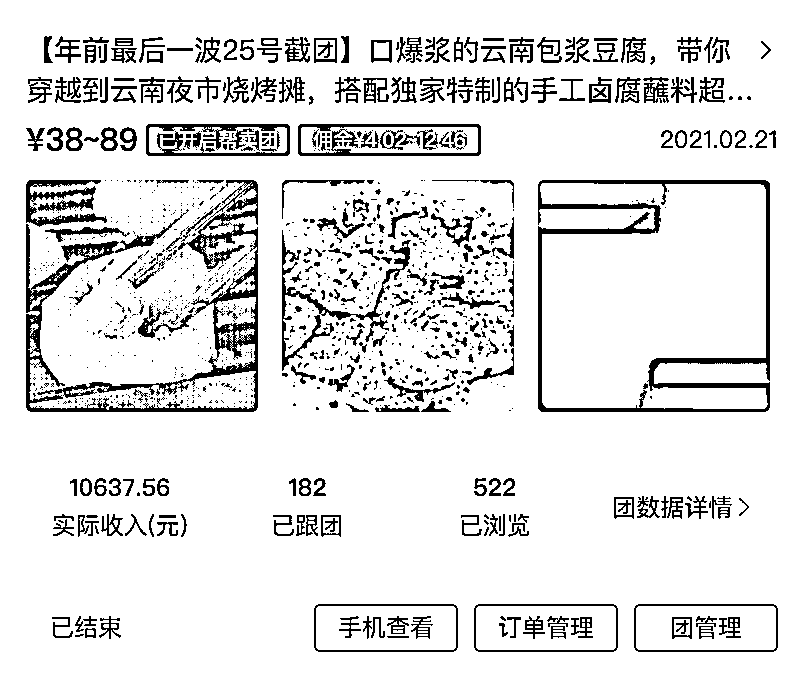 【年前最后一波25号截团】口爆浆的云南包浆豆腐，带你
穿越到云南夜市烧烤摊，搭配独家特制的手工卤腐蘸料超...
¥38~89 已开启帮卖团 佣金¥4.02~12.46 2021.02.21
10637.56 182 522
实际收入(元) 已跟团 已浏览 团数据详情
已结束 手机查看 订单管理 团管理